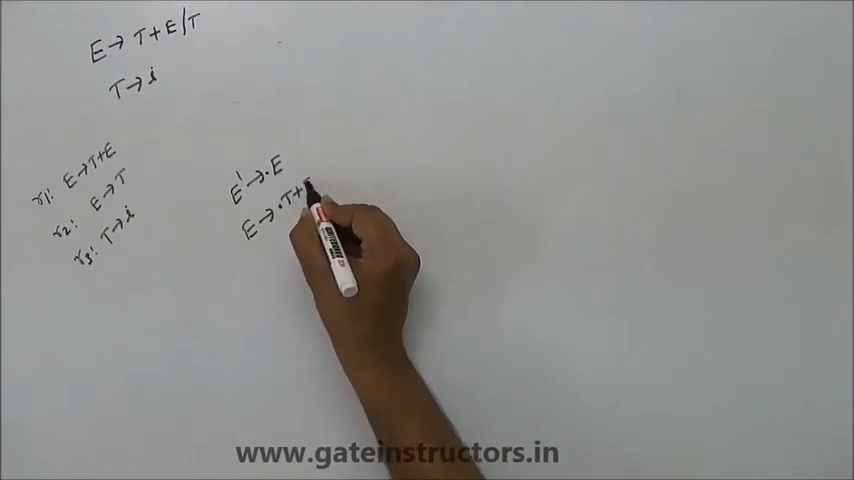 E → T + E / T
T → i
r1: E → T + E
r2: E → T
r3: T → i
E' → . E
E → . T +
www.gateinstructors.in